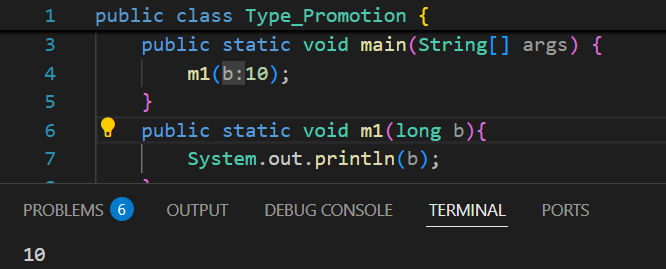 1 public class Type_Promotion {
3 public static void main(String[] args) {
4 m1(b:10);
5 }
6 public static void m1(long b){
7 System.out.println(b);
PROBLEMS 6 OUTPUT DEBUG CONSOLE TERMINAL PORTS
10